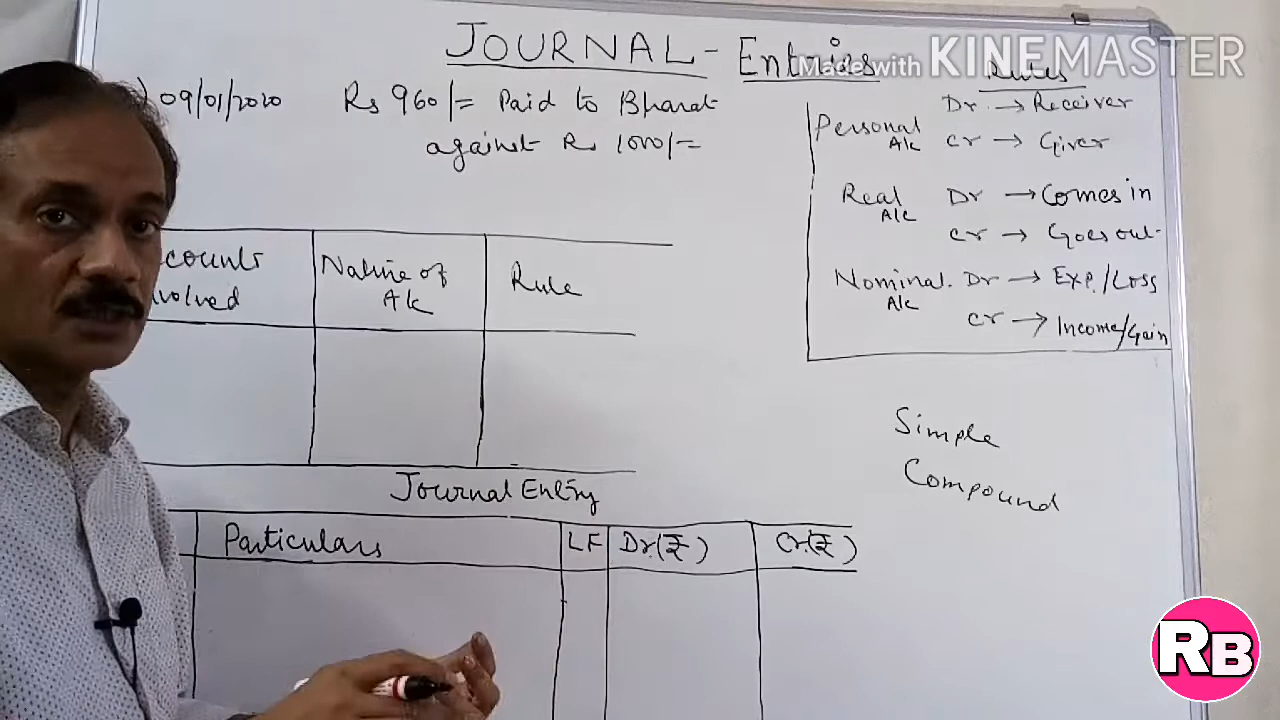 JOURNAL - Entries
Made with KINEMASTER
) 09/01/2020 Rs 960/= Paid to Bharat
against Rs 1000/=
Rules
Personal A/c Dr. → Receiver
Cr → Giver
Real A/c Dr → Comes in
Cr → Goes out
Nominal. A/c Dr → Exp./Loss
Cr → Income/Gain
counts
volved
Nature of
A/c
Rule
Simple
Compound
Journal Entry
Particulars LF Dr.(₹) Cr.(₹)
RB